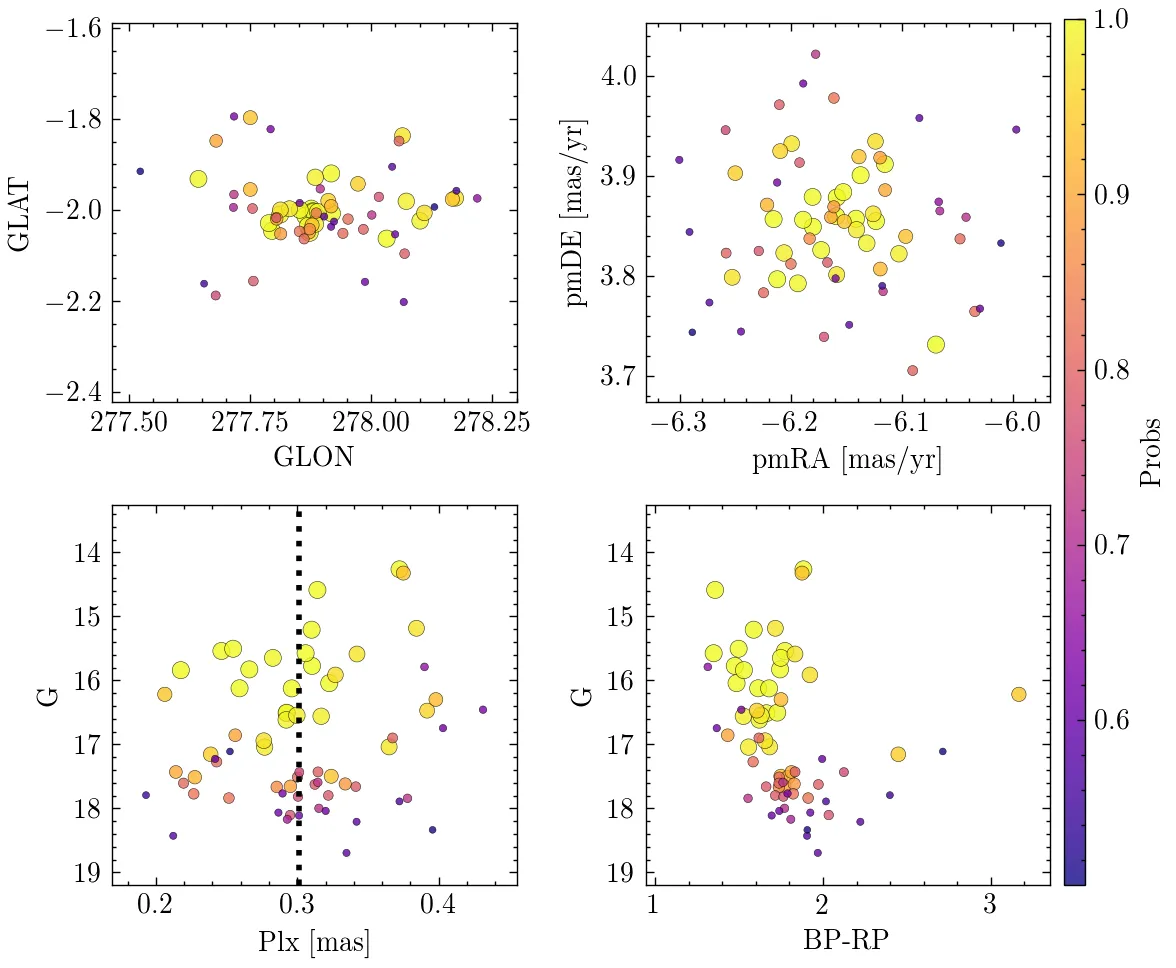 −1.6
−1.8
−2.0
−2.2
−2.4
GLAT
277.50 277.75 278.00 278.25
GLON
4.0
3.9
3.8
3.7
pmDE [mas/yr]
−6.3 −6.2 −6.1 −6.0
pmRA [mas/yr]
1.0
0.9
0.8
0.7
0.6
Probs
14
15
16
17
18
19
G
0.2 0.3 0.4
Plx [mas]
14
15
16
17
18
19
G
1 2 3
BP-RP